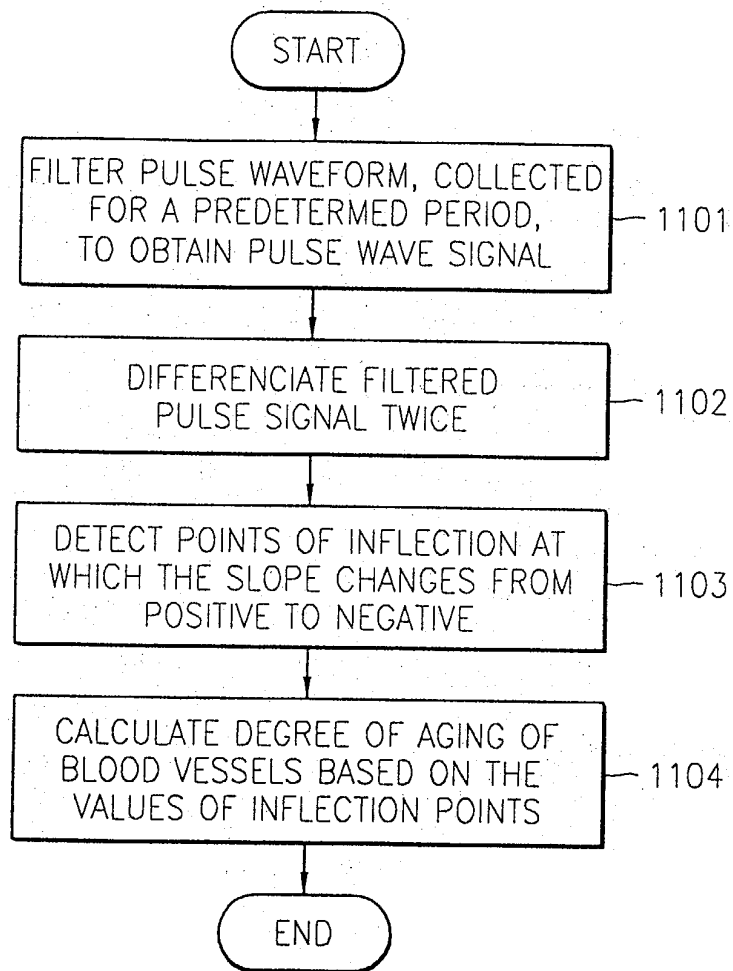 START
FILTER PULSE WAVEFORM, COLLECTED
FOR A PREDETERMED PERIOD,
TO OBTAIN PULSE WAVE SIGNAL
1101
DIFFERENCIATE FILTERED
PULSE SIGNAL TWICE
1102
DETECT POINTS OF INFLECTION AT
WHICH THE SLOPE CHANGES FROM
POSITIVE TO NEGATIVE
1103
CALCULATE DEGREE OF AGING OF
BLOOD VESSELS BASED ON THE
VALUES OF INFLECTION POINTS
1104
END